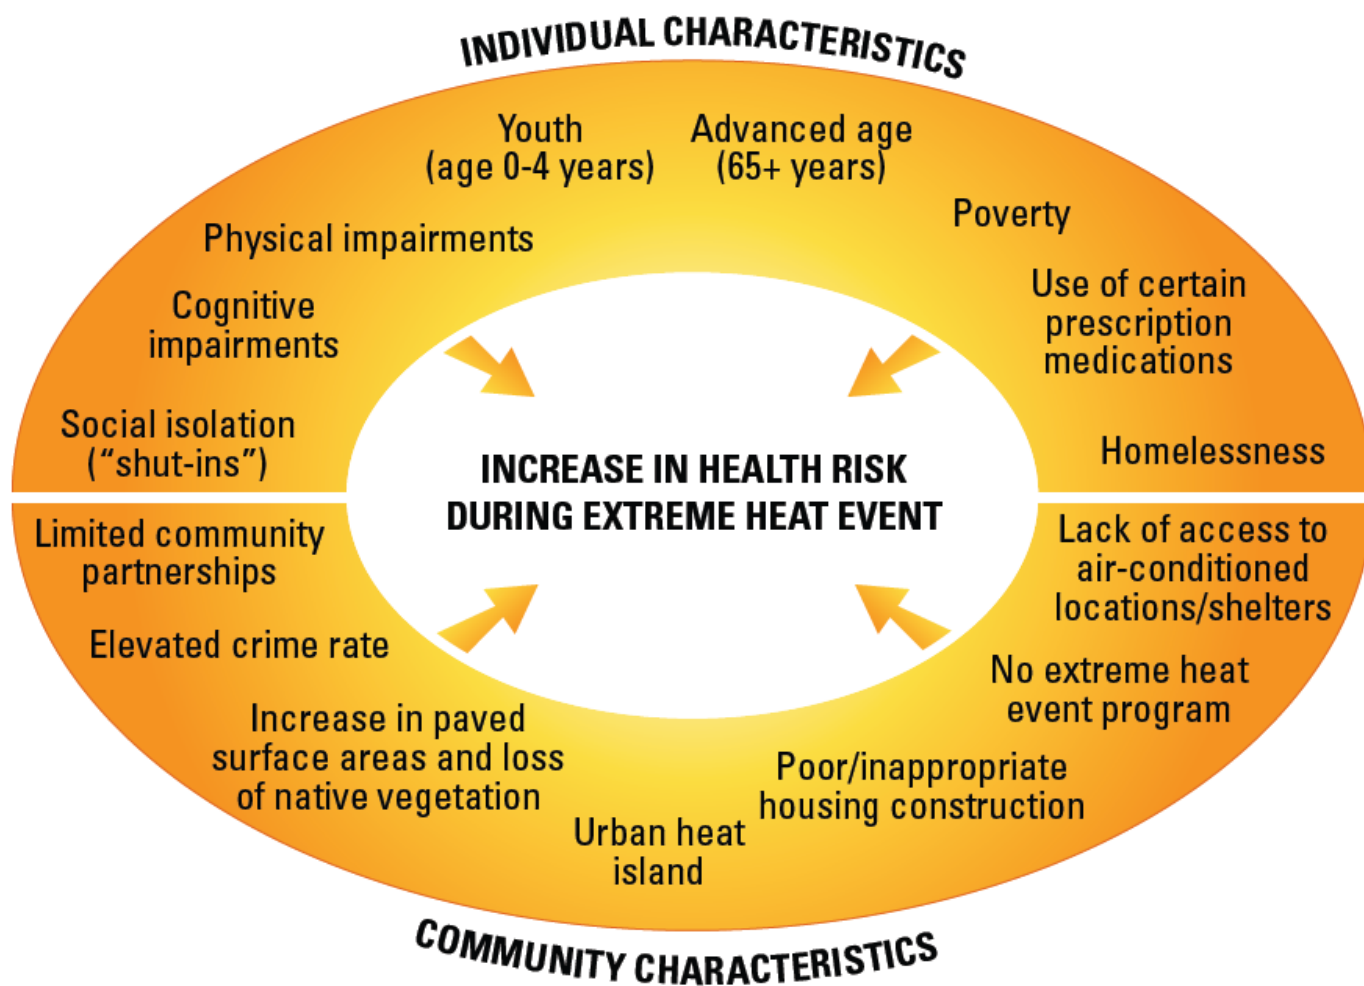 INDIVIDUAL CHARACTERISTICS
Youth
(age 0-4 years)
Advanced age
(65+ years)
Physical impairments
Poverty
Cognitive
impairments
Use of certain
prescription
medications
Social isolation
(“shut-ins”)
Homelessness
INCREASE IN HEALTH RISK
DURING EXTREME HEAT EVENT
Limited community
partnerships
Lack of access to
air-conditioned
locations/shelters
Elevated crime rate
No extreme heat
event program
Increase in paved
surface areas and loss
of native vegetation
Poor/inappropriate
housing construction
Urban heat
island
COMMUNITY CHARACTERISTICS